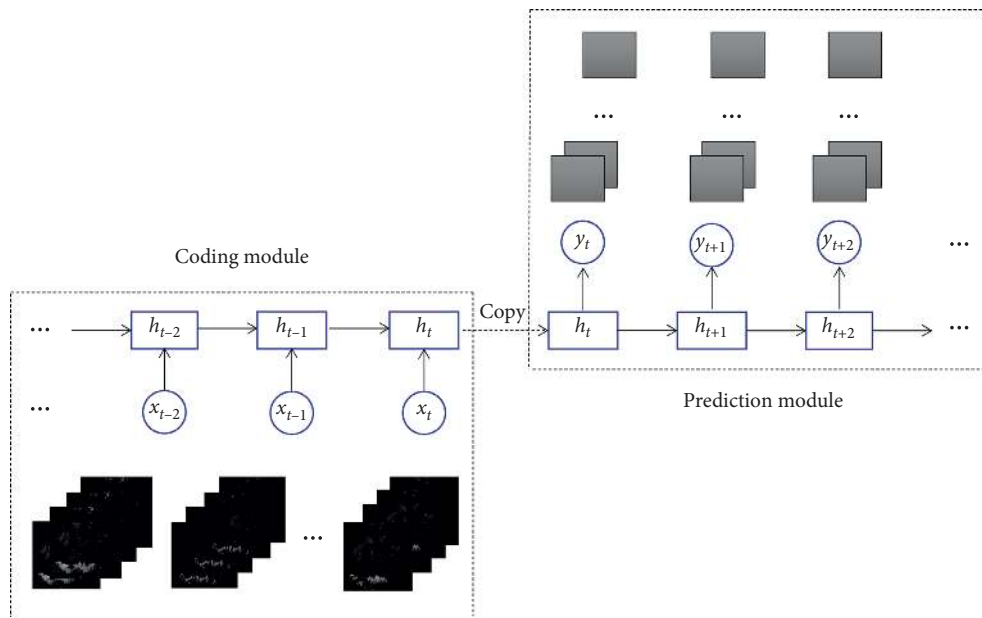 ...
...
...
y_t
y_{t+1}
y_{t+2}
...
Coding module
...
h_{t–2}
h_{t–1}
h_t
Copy
h_t
h_{t+1}
h_{t+2}
...
...
x_{t–2}
x_{t–1}
x_t
Prediction module
...